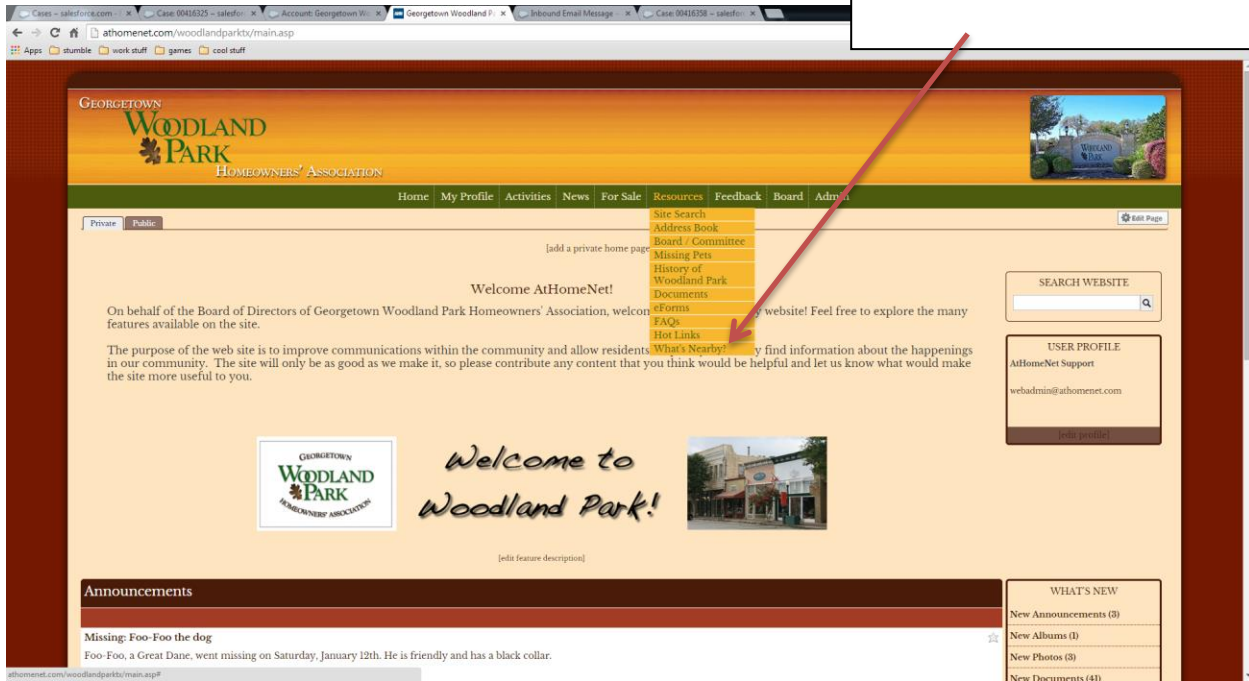 Cases – salesforce.com -
Case: 00416325 – salesfor
Account: Georgetown Wo
Georgetown Woodland Pa
Inbound Email Message
Case: 00416358 – salesfor
athomenet.com/woodlandparktx/main.asp
Apps stumble work stuff games cool stuff
GEORGETOWN
WOODLAND
PARK
HOMEOWNERS' ASSOCIATION
WOODLAND
PARK
Home My Profile Activities News For Sale Resources Feedback Board Admin
Private Public
Edit Page
Site Search
Address Book
Board / Committee
Missing Pets
History of
Woodland Park
Documents
eForms
FAQs
Hot Links
What's Nearby?
[add a private home page
Welcome AtHomeNet!
On behalf of the Board of Directors of Georgetown Woodland Park Homeowners' Association, welcom website! Feel free to explore the many
features available on the site.
The purpose of the web site is to improve communications within the community and allow residents y find information about the happenings
in our community. The site will only be as good as we make it, so please contribute any content that you think would be helpful and let us know what would make
the site more useful to you.
SEARCH WEBSITE
USER PROFILE
AtHomeNet Support
webadmin@athomenet.com
[edit profile]
GEORGETOWN
WOODLAND
PARK
HOMEOWNERS' ASSOCIATION
Welcome to
Woodland Park!
[edit feature description]
Announcements
Missing: Foo-Foo the dog
Foo-Foo, a Great Dane, went missing on Saturday, January 12th. He is friendly and has a black collar.
WHAT'S NEW
New Announcements (3)
New Albums (1)
New Photos (3)
New Documents (41)
athomenet.com/woodlandparktx/main.asp#